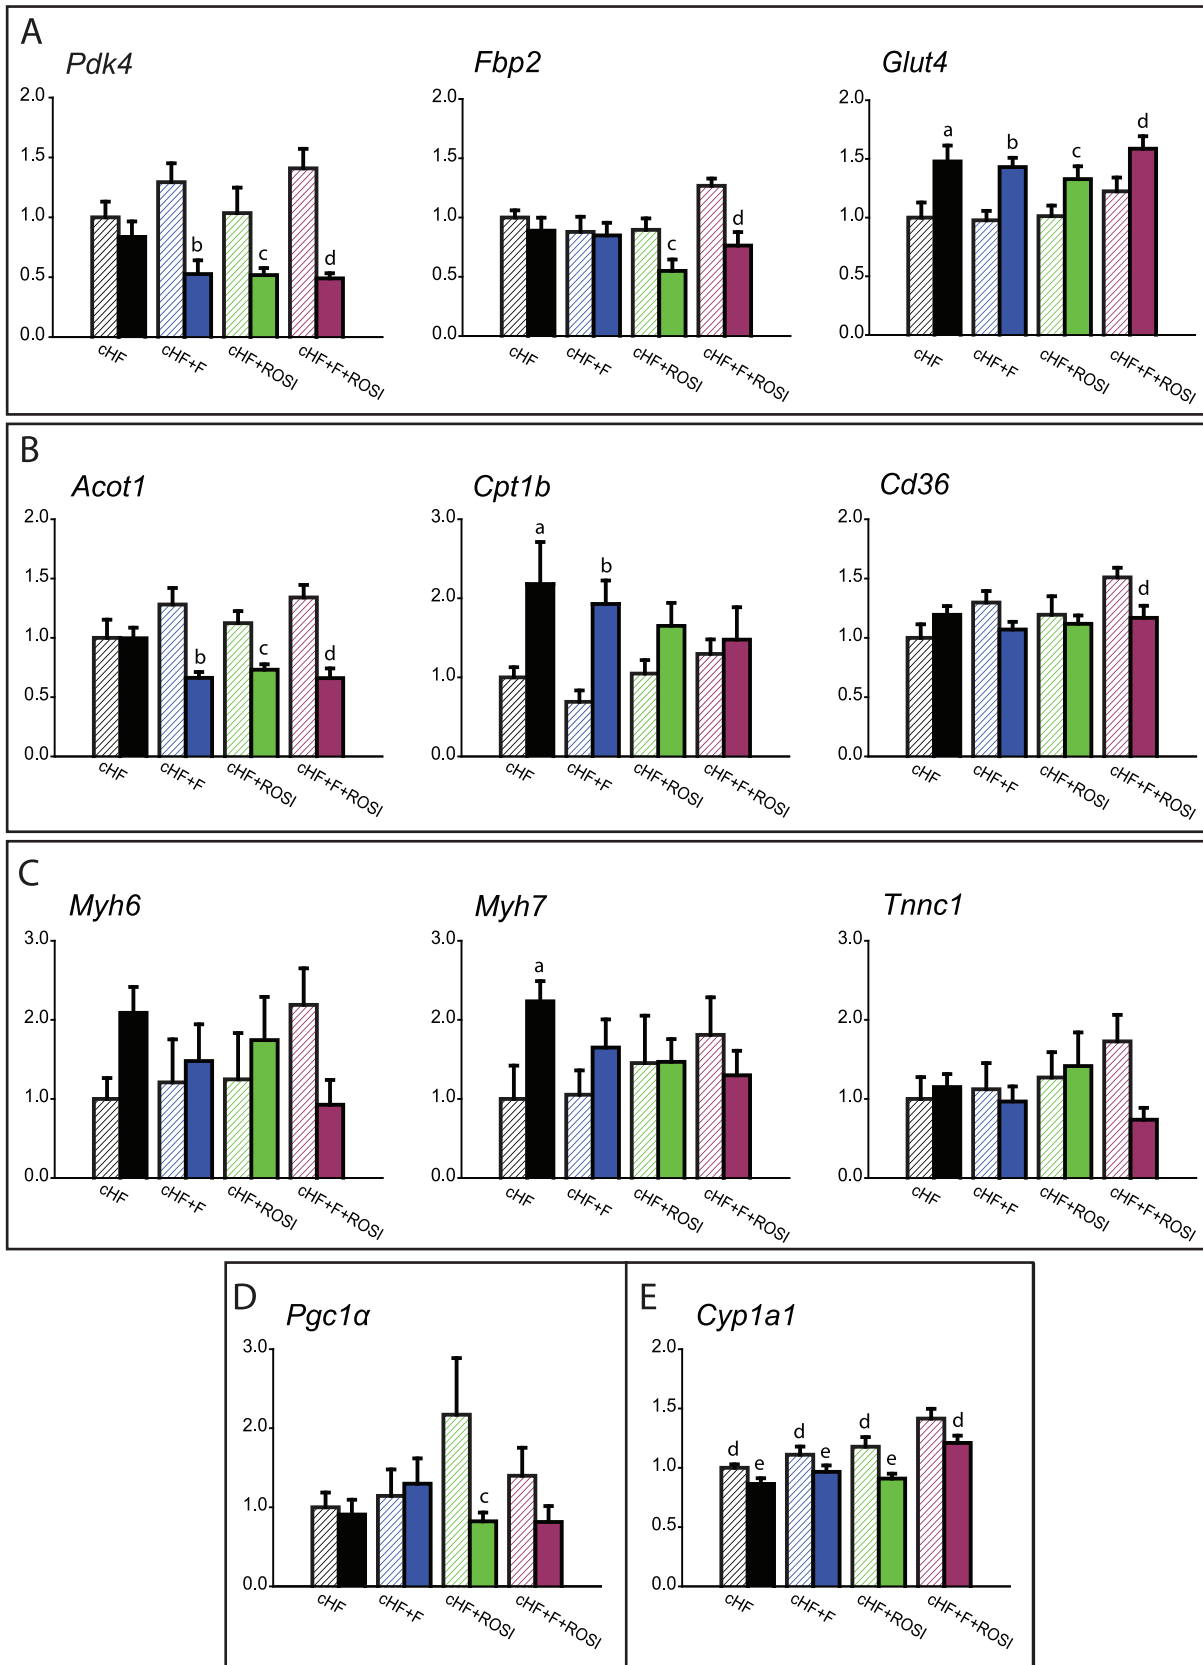 A
Pdk4 Fbp2 Glut4
2.0
1.5
1.0
0.5
0.0
b c d
cHF cHF+F cHF+ROSI cHF+F+ROSI
2.0
1.5
1.0
0.5
0.0
c d
cHF cHF+F cHF+ROSI cHF+F+ROSI
2.0
1.5
1.0
0.5
0.0
a b c d
cHF cHF+F cHF+ROSI cHF+F+ROSI
B
Acot1 Cpt1b Cd36
2.0
1.5
1.0
0.5
0.0
b c d
cHF cHF+F cHF+ROSI cHF+F+ROSI
3.0
2.0
1.0
0.0
a b
cHF cHF+F cHF+ROSI cHF+F+ROSI
2.0
1.5
1.0
0.5
0.0
d
cHF cHF+F cHF+ROSI cHF+F+ROSI
C
Myh6 Myh7 Tnnc1
3.0
2.0
1.0
0.0
cHF cHF+F cHF+ROSI cHF+F+ROSI
3.0
2.0
1.0
0.0
a
cHF cHF+F cHF+ROSI cHF+F+ROSI
3.0
2.0
1.0
0.0
cHF cHF+F cHF+ROSI cHF+F+ROSI
D
Pgc1α
3.0
2.0
1.0
0.0
c
cHF cHF+F cHF+ROSI cHF+F+ROSI
E
Cyp1a1
2.0
1.5
1.0
0.5
0.0
d e d e d e d
cHF cHF+F cHF+ROSI cHF+F+ROSI